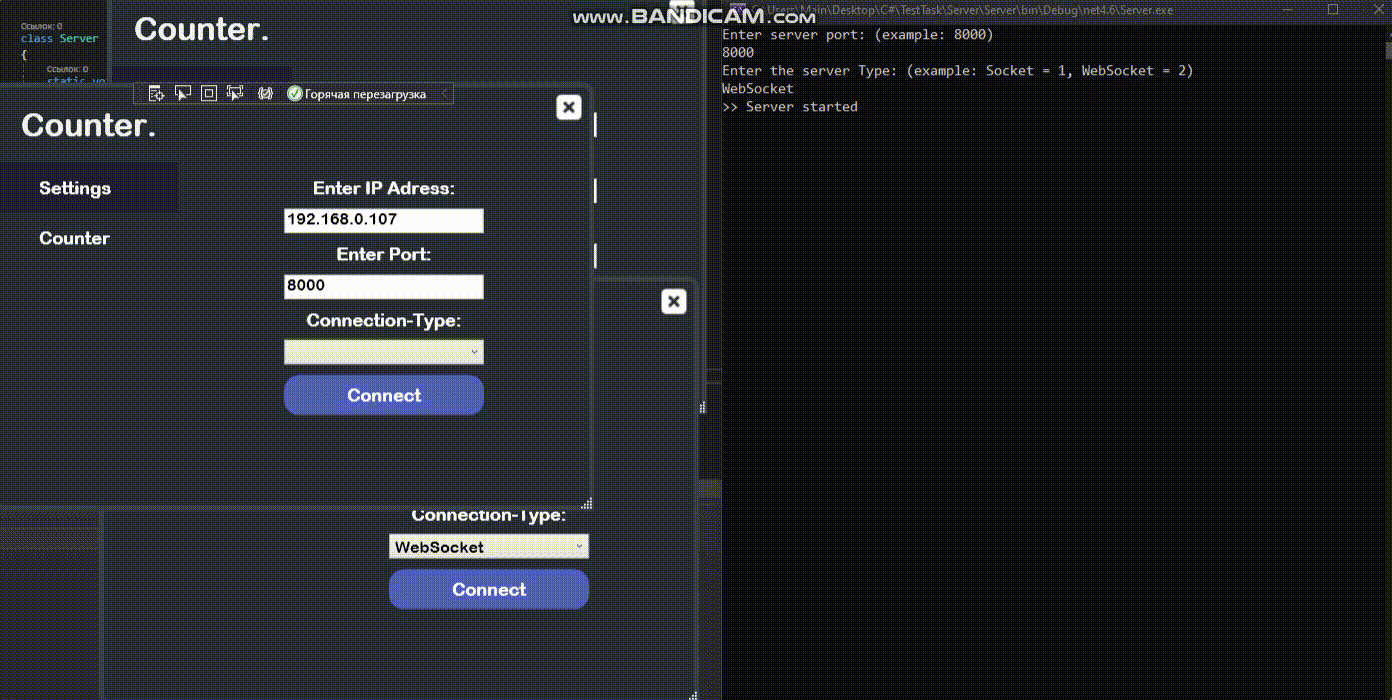 www.BANDICAM.com
Ссылок: 0
class Server
{
Ссылок: 0
Counter.
Горячая перезагрузка
Counter.
Settings
Counter
Enter IP Adress:
192.168.0.107
Enter Port:
8000
Connection-Type:
Connect
Connection-Type:
WebSocket
Connect
C:\Users\Main\Desktop\C#\TestTask\Server\Server\bin\Debug\net4.6\Server.exe
Enter server port: (example: 8000)
8000
Enter the server Type: (example: Socket = 1, WebSocket = 2)
WebSocket
>> Server started